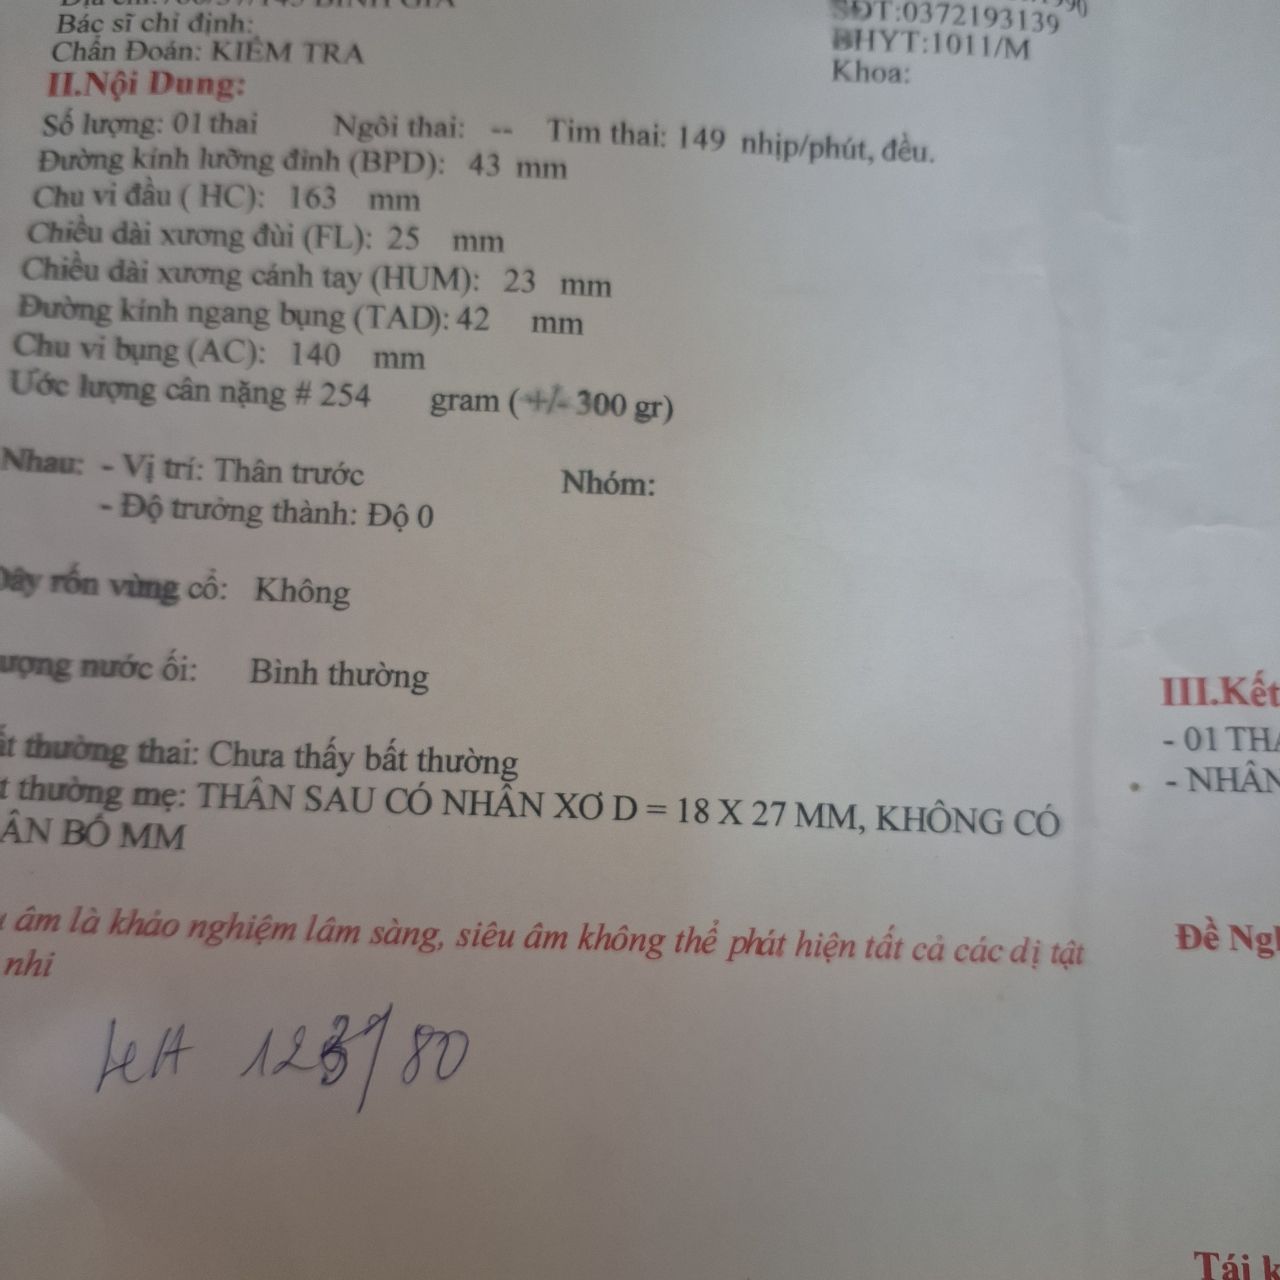 Bác sĩ chỉ định:
SĐT:0372193139
Chẩn Đoán: KIỂM TRA
BHYT:1011/M
Khoa:
II.Nội Dung:
Số lượng: 01 thai Ngôi thai: -- Tim thai: 149 nhịp/phút, đều.
Đường kính lưỡng đỉnh (BPD): 43 mm
Chu vi đầu ( HC): 163 mm
Chiều dài xương đùi (FL): 25 mm
Chiều dài xương cánh tay (HUM): 23 mm
Đường kính ngang bụng (TAD): 42 mm
Chu vi bụng (AC): 140 mm
Ước lượng cân nặng # 254 gram (+/- 300 gr)
Nhau: - Vị trí: Thân trước Nhóm:
- Độ trưởng thành: Độ 0
Dây rốn vùng cổ: Không
ượng nước ối: Bình thường
ất thường thai: Chưa thấy bất thường
t thường mẹ: THÂN SAU CÓ NHÂN XƠ D = 18 X 27 MM, KHÔNG CÓ
ÂN BỐ MM
u âm là khảo nghiệm lâm sàng, siêu âm không thể phát hiện tất cả các dị tật
nhi
III.Kết
- 01 THA
- NHÂN
Đề Ngh
Tái k